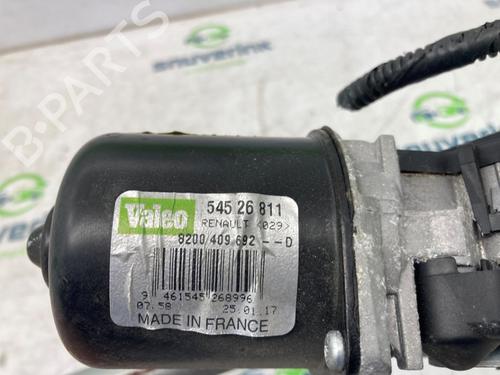 Valeo
545 26 811
RENAULT <029>
8200 409 692 -- D
9 461545 268996
07.58 25.01.17
MADE IN FRANCE
B-PARTS